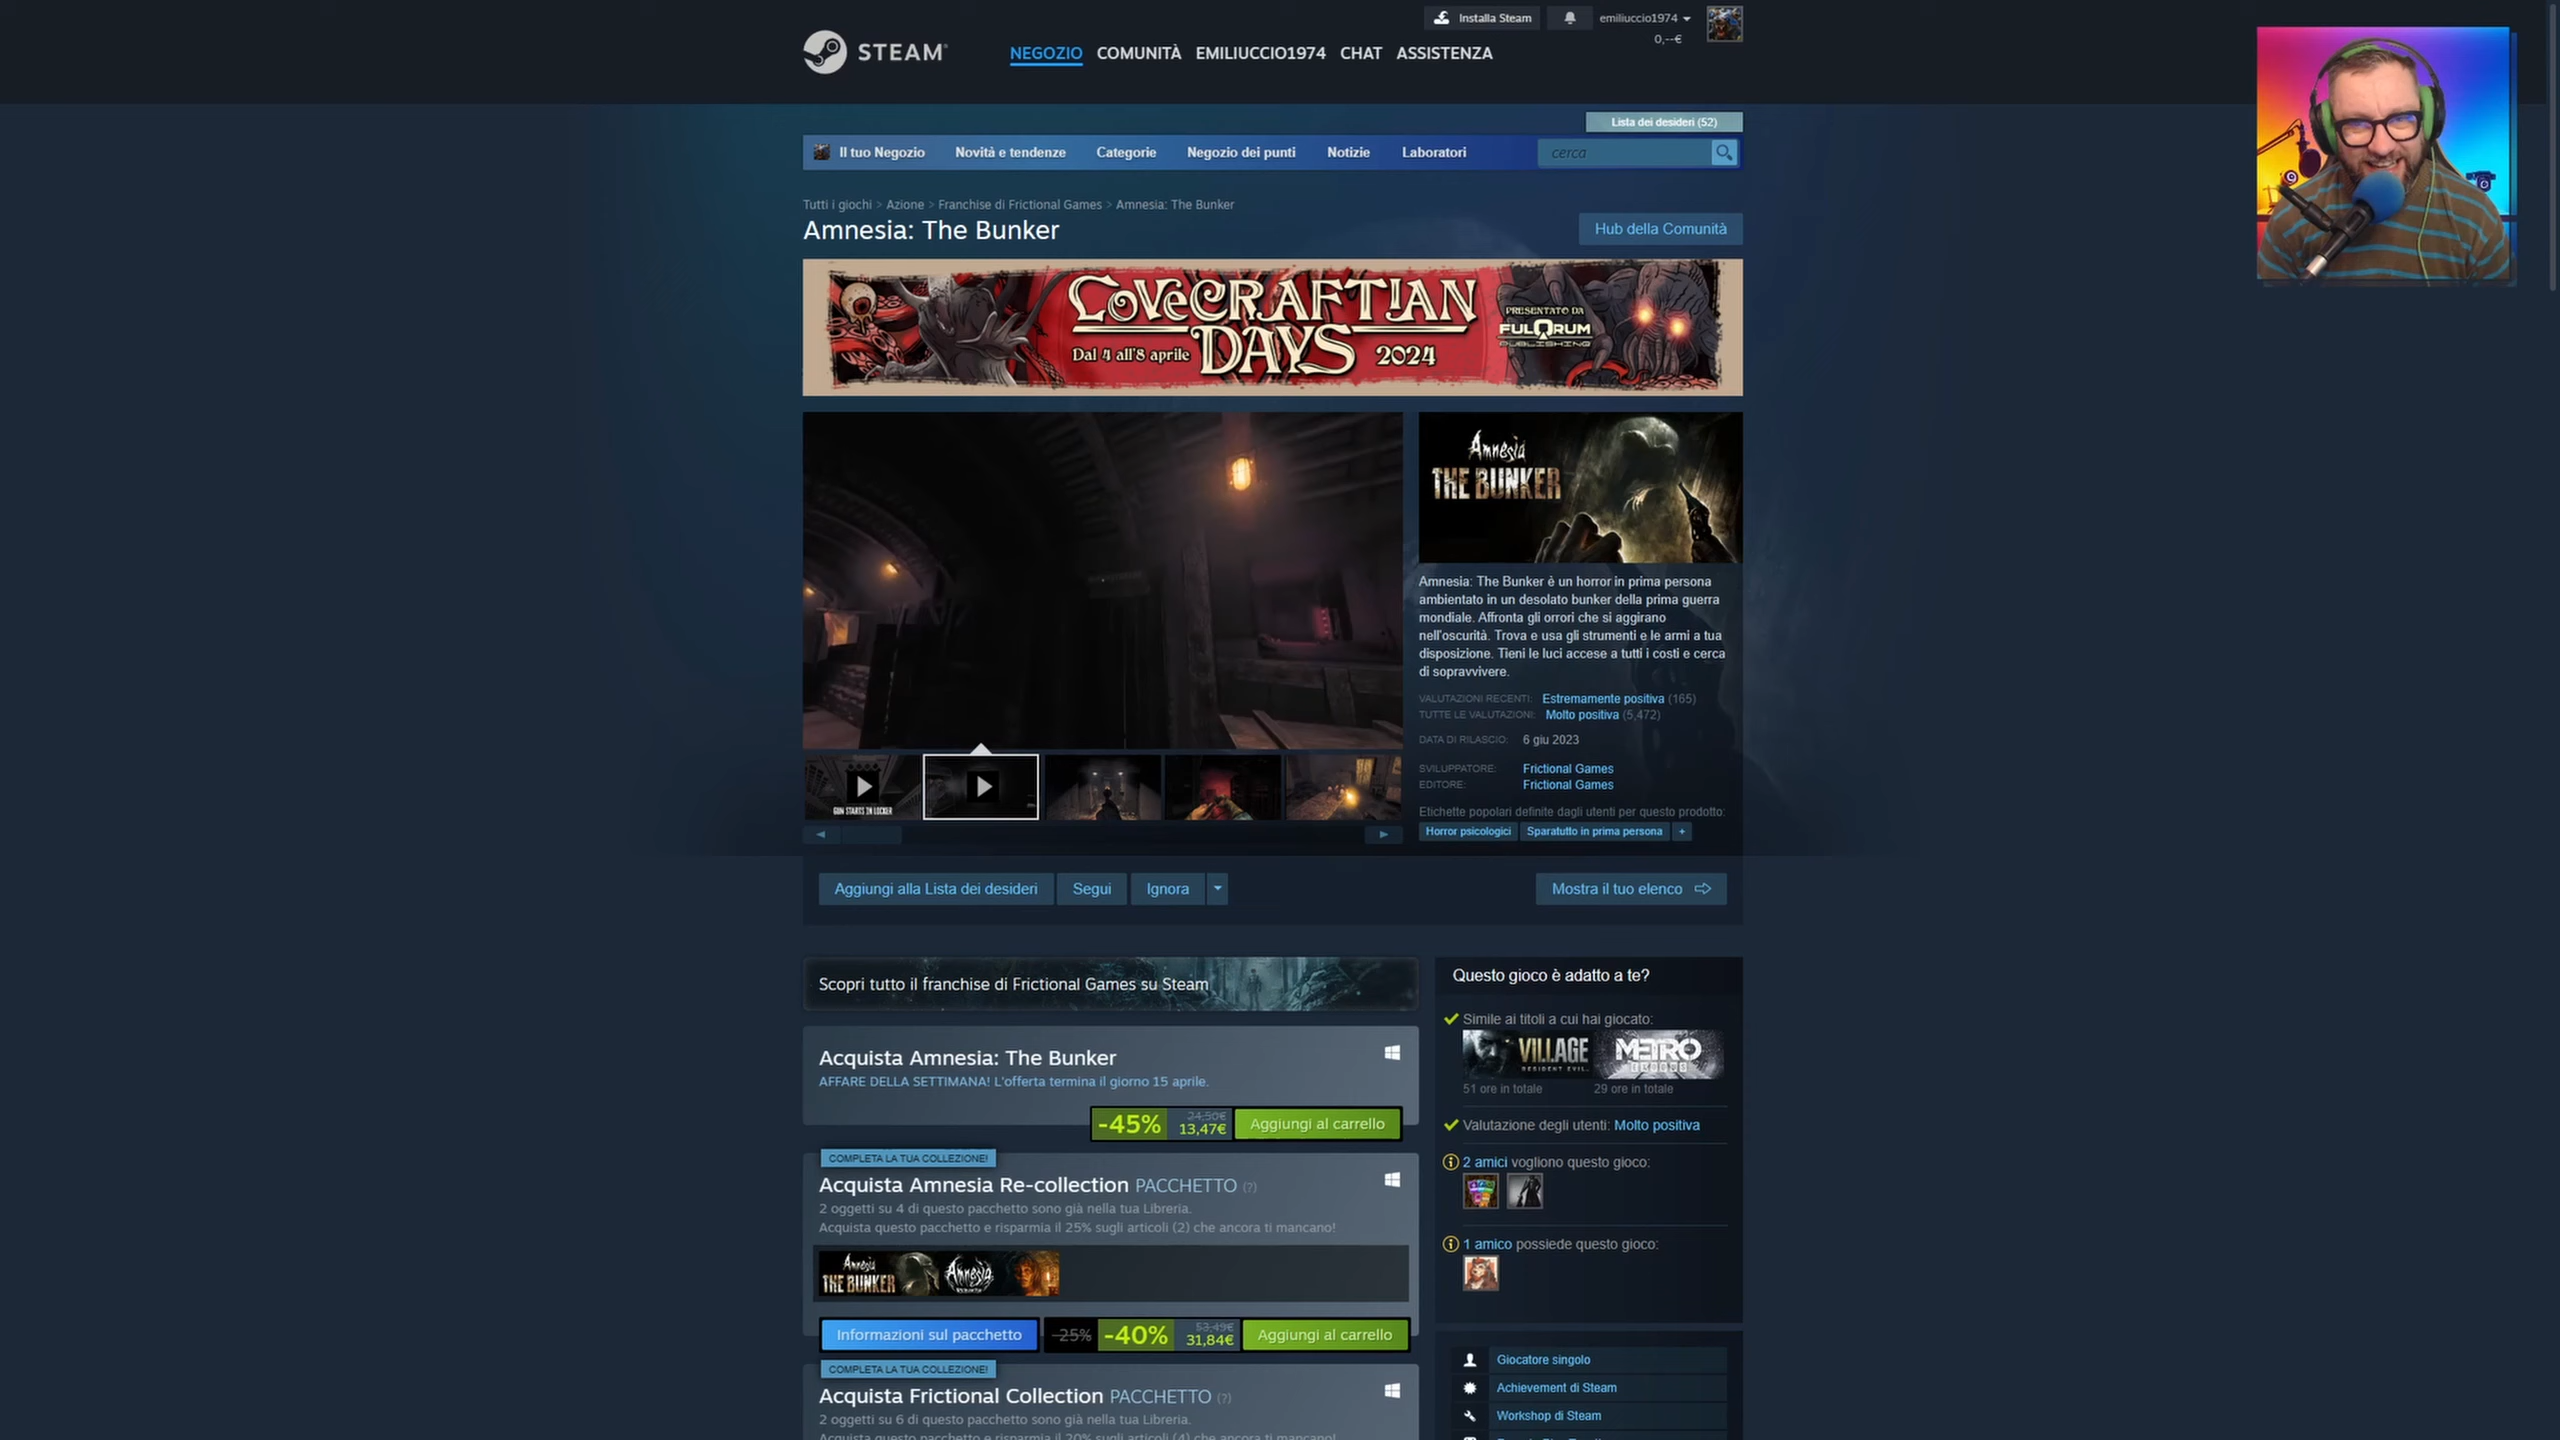 Installa Steam
emiliuccio1974
0,--€
STEAM
NEGOZIO COMUNITÀ EMILIUCCIO1974 CHAT ASSISTENZA
Lista dei desideri (52)
Il tuo Negozio Novità e tendenze Categorie Negozio dei punti Notizie Laboratori cerca
Tutti i giochi > Azione > Franchise di Frictional Games > Amnesia: The Bunker
Amnesia: The Bunker
Hub della Comunità
LOVECRAFTIAN
DAYS
Dal 4 all'8 aprile
2024
PRESENTATO DA
FULQRUM
PUBLISHING
Amnesia
THE BUNKER
Amnesia: The Bunker è un horror in prima persona
ambientato in un desolato bunker della prima guerra
mondiale. Affronta gli orrori che si aggirano
nell'oscurità. Trova e usa gli strumenti e le armi a tua
disposizione. Tieni le luci accese a tutti i costi e cerca
di sopravvivere.
VALUTAZIONI RECENTI: Estremamente positiva (165)
TUTTE LE VALUTAZIONI: Molto positiva (5,472)
DATA DI RILASCIO: 6 giu 2023
SVILUPPATORE: Frictional Games
EDITORE: Frictional Games
Etichette popolari definite dagli utenti per questo prodotto:
Horror psicologici Sparatutto in prima persona +
GUN STARTS IN LOCKER
Aggiungi alla Lista dei desideri Segui Ignora
Mostra il tuo elenco
Scopri tutto il franchise di Frictional Games su Steam
Acquista Amnesia: The Bunker
AFFARE DELLA SETTIMANA! L'offerta termina il giorno 15 aprile.
-45% 24,50€ 13,47€ Aggiungi al carrello
COMPLETA LA TUA COLLEZIONE!
Acquista Amnesia Re-collection PACCHETTO (?)
2 oggetti su 4 di questo pacchetto sono già nella tua Libreria.
Acquista questo pacchetto e risparmia il 25% sugli articoli (2) che ancora ti mancano!
Amnesia
THE BUNKER
Amnesia
Informazioni sul pacchetto -25% -40% 53,49€ 31,84€ Aggiungi al carrello
COMPLETA LA TUA COLLEZIONE!
Acquista Frictional Collection PACCHETTO (?)
2 oggetti su 6 di questo pacchetto sono già nella tua Libreria.
Acquista questo pacchetto e risparmia il 20% sugli articoli (4) che ancora ti mancano!
Questo gioco è adatto a te?
Simile ai titoli a cui hai giocato:
VILLAGE
RESIDENT EVIL
METRO
EXODUS
51 ore in totale 29 ore in totale
Valutazione degli utenti: Molto positiva
2 amici vogliono questo gioco:
1 amico possiede questo gioco:
Giocatore singolo
Achievement di Steam
Workshop di Steam